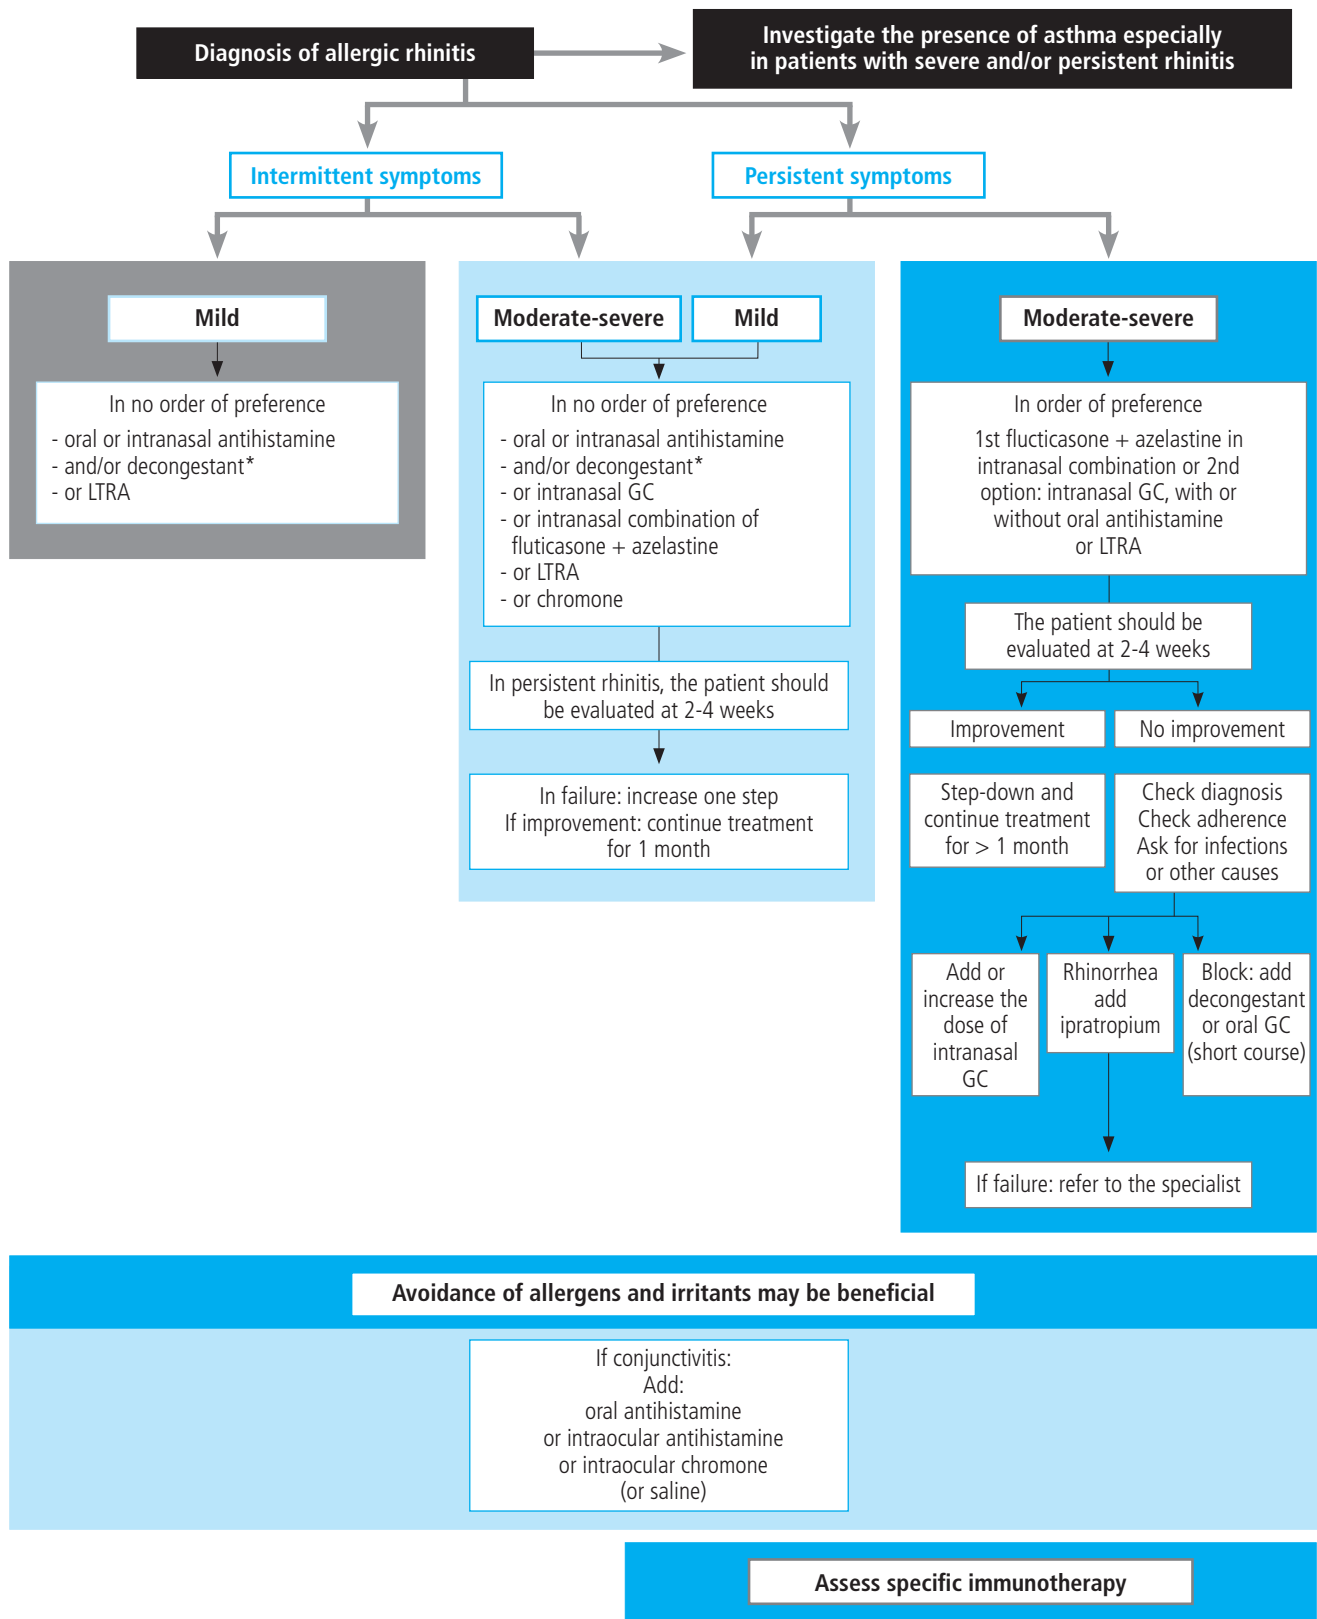 Diagnosis of allergic rhinitis
Investigate the presence of asthma especially
in patients with severe and/or persistent rhinitis
Intermittent symptoms
Persistent symptoms
Mild
In no order of preference
- oral or intranasal antihistamine
- and/or decongestant*
- or LTRA
Moderate-severe
Mild
In no order of preference
- oral or intranasal antihistamine
- and/or decongestant*
- or intranasal GC
- or intranasal combination of
fluticasone + azelastine
- or LTRA
- or chromone
In persistent rhinitis, the patient should
be evaluated at 2-4 weeks
In failure: increase one step
If improvement: continue treatment
for 1 month
Moderate-severe
In order of preference
1st flucticasone + azelastine in
intranasal combination or 2nd
option: intranasal GC, with or
without oral antihistamine
or LTRA
The patient should be
evaluated at 2-4 weeks
Improvement
No improvement
Step-down and
continue treatment
for > 1 month
Check diagnosis
Check adherence
Ask for infections
or other causes
Add or
increase the
dose of
intranasal
GC
Rhinorrhea
add
ipratropium
Block: add
decongestant
or oral GC
(short course)
If failure: refer to the specialist
Avoidance of allergens and irritants may be beneficial
If conjunctivitis:
Add:
oral antihistamine
or intraocular antihistamine
or intraocular chromone
(or saline)
Assess specific immunotherapy